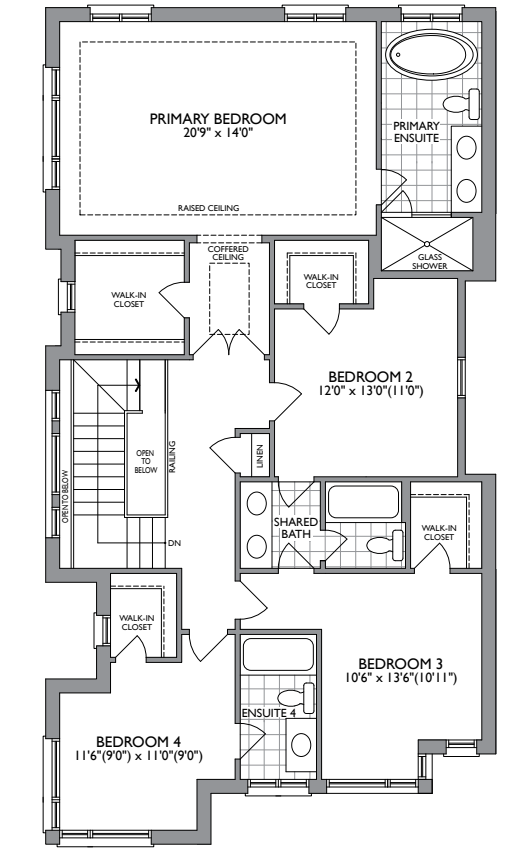 PRIMARY BEDROOM
20'9" x 14'0"
PRIMARY
ENSUITE
RAISED CEILING
COFFERED
CEILING
GLASS
SHOWER
WALK-IN
CLOSET
WALK-IN
CLOSET
BEDROOM 2
12'0" x 13'0"(11'0")
OPEN
TO
BELOW
RAILING
LINEN
OPEN TO BELOW
SHARED
BATH
WALK-IN
CLOSET
DN
WALK-IN
CLOSET
BEDROOM 3
10'6" x 13'6"(10'11")
ENSUITE 4
BEDROOM 4
11'6"(9'0") x 11'0"(9'0")